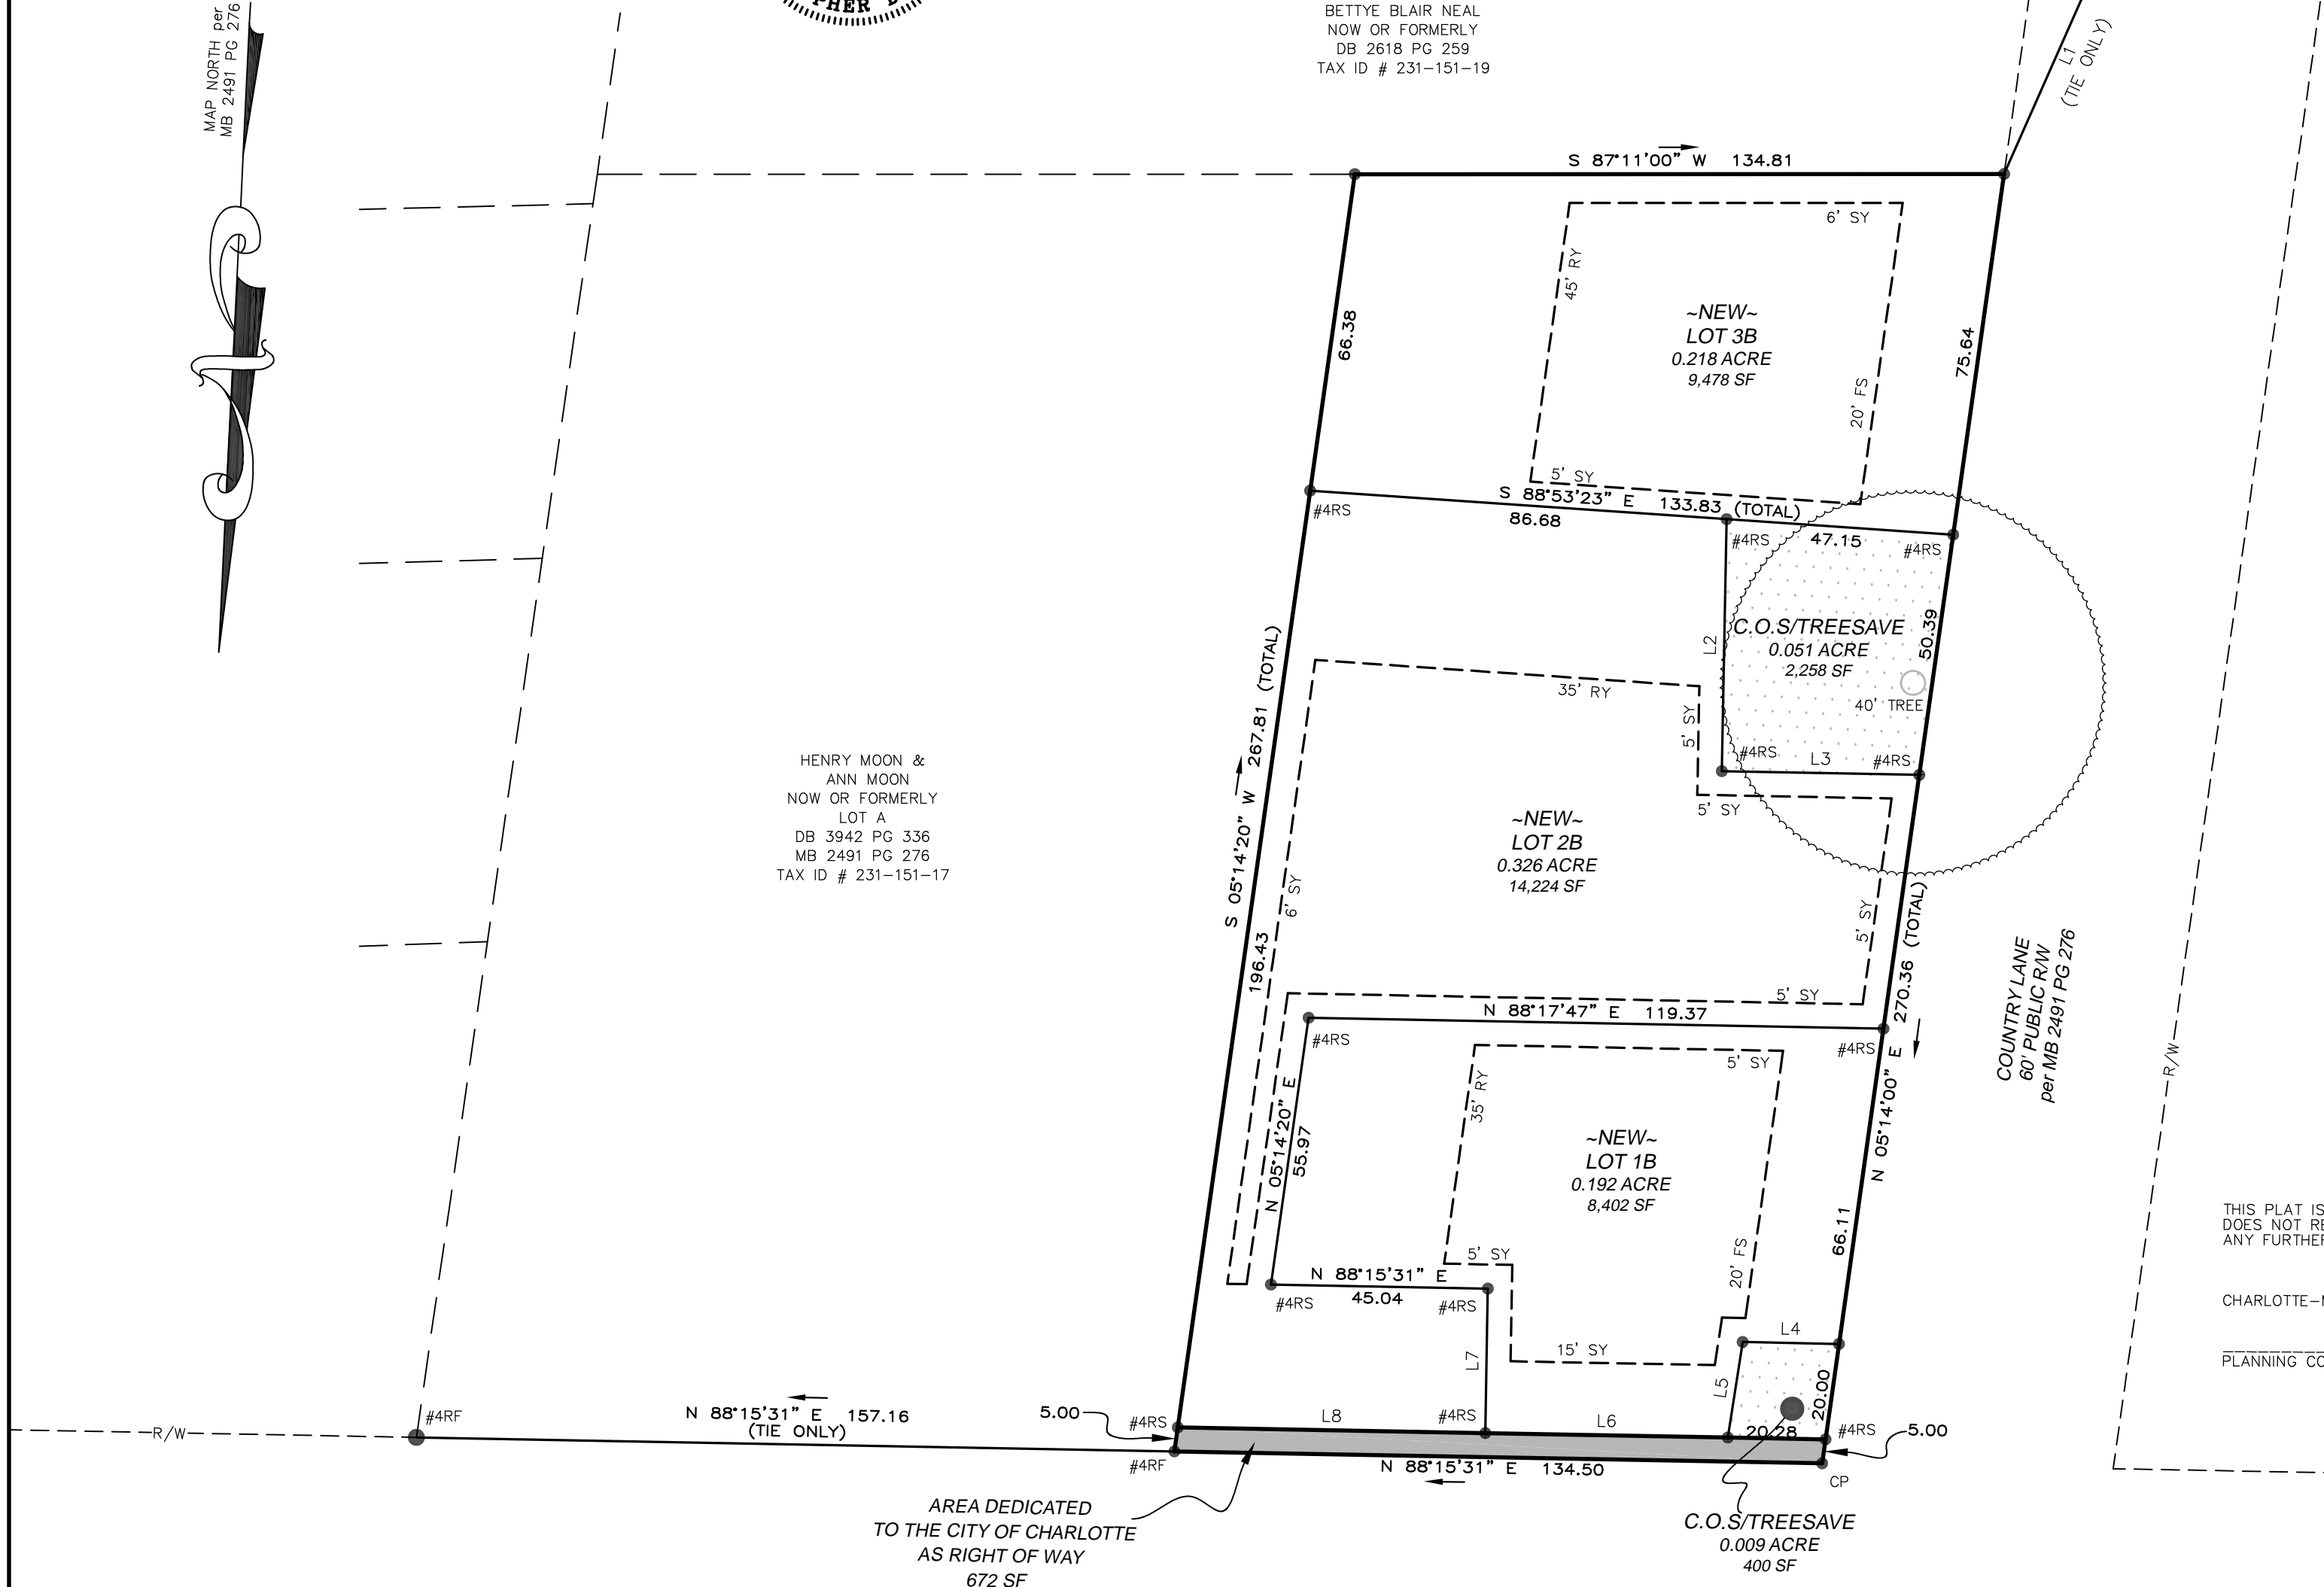 MAP NORTH per
MB 2491 PG 276
BETTYE BLAIR NEAL
NOW OR FORMERLY
DB 2618 PG 259
TAX ID # 231-151-19
L1
(TIE ONLY)
S 87°11'00" W 134.81
6' SY
45' RY
66.38
~NEW~
LOT 3B
0.218 ACRE
9,478 SF
75.64
20' FS
5' SY
S 88°53'23" E 133.83 (TOTAL)
#4RS
86.68
#4RS
47.15
#4RS
C.O.S/TREESAVE
0.051 ACRE
2,258 SF
L2
50.39
40' TREE
35' RY
5' SY
#4RS
L3
#4RS
5' SY
S 05°14'20" W 267.81 (TOTAL)
HENRY MOON &
ANN MOON
NOW OR FORMERLY
LOT A
DB 3942 PG 336
MB 2491 PG 276
TAX ID # 231-151-17
~NEW~
LOT 2B
0.326 ACRE
14,224 SF
6' SY
5' SY
196.43
N 05°14'00" E 270.36 (TOTAL)
COUNTRY LANE
60' PUBLIC R/W
per MB 2491 PG 276
R/W
5' SY
N 88°17'47" E 119.37
#4RS
#4RS
5' SY
35' RY
N 05°14'20" E
55.97
~NEW~
LOT 1B
0.192 ACRE
8,402 SF
66.11
20' FS
5' SY
N 88°15'31" E
45.04
#4RS
#4RS
L4
15' SY
L7
L5
20.00
THIS PLAT IS
CHARLOTTE-
PLANNING
#4RF
R/W
N 88°15'31" E 157.16
(TIE ONLY)
5.00
#4RS
L8
#4RS
L6
20.28
#4RS
5.00
#4RF
N 88°15'31" E 134.50
CP
AREA DEDICATED
TO THE CITY OF CHARLOTTE
AS RIGHT OF WAY
672 SF
C.O.S/TREESAVE
0.009 ACRE
400 SF